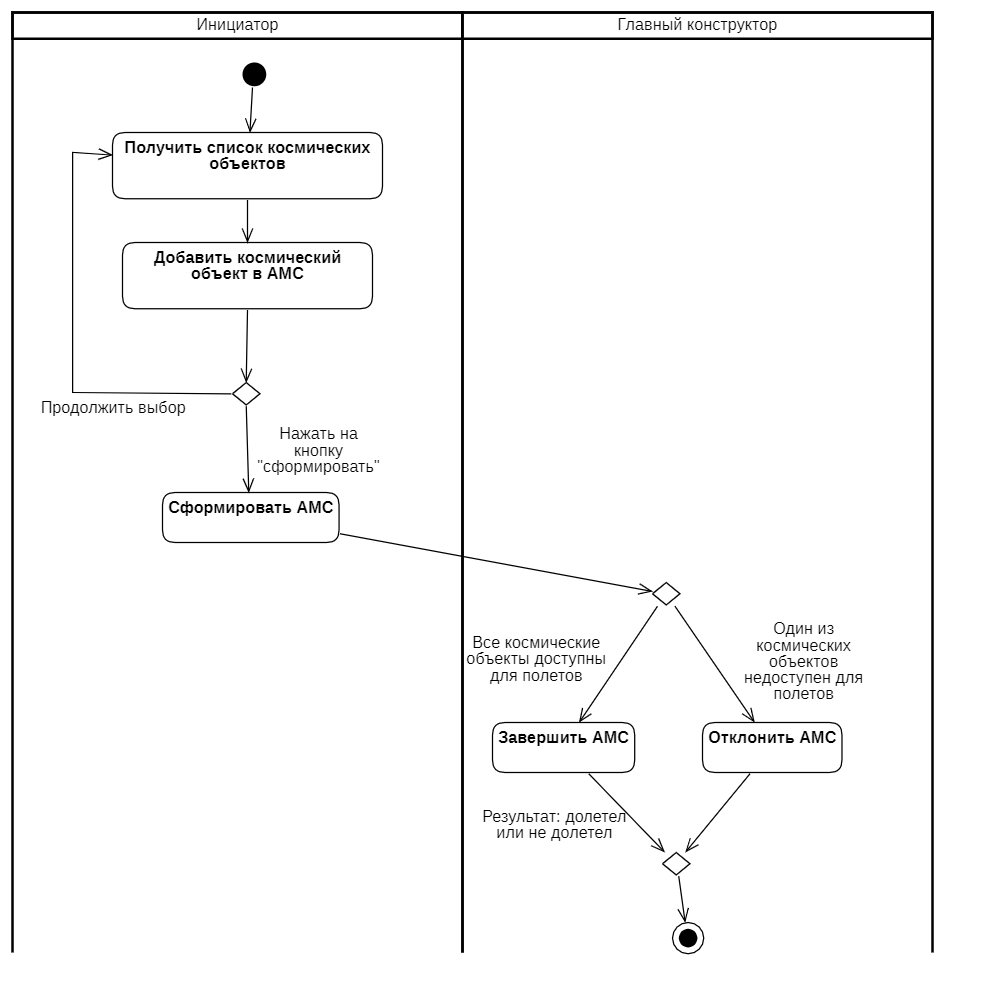 Инициатор
Главный конструктор
Получить список космических
объектов
Добавить космический
объект в АМС
Продолжить выбор
Нажать на
кнопку
"сформировать"
Сформировать АМС
Все космические
объекты доступны
для полетов
Один из
космических
объектов
недоступен для
полетов
Завершить АМС
Отклонить АМС
Результат: долетел
или не долетел